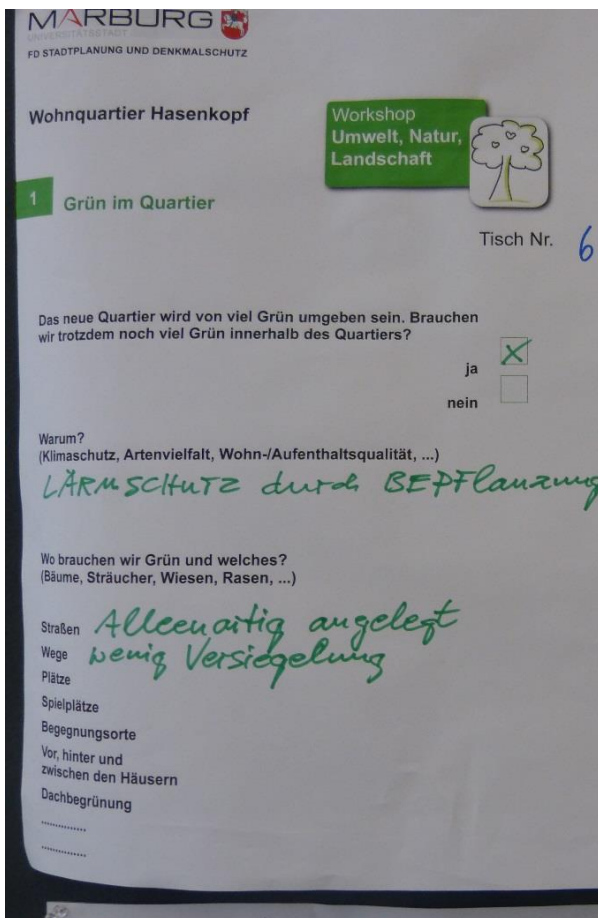 MARBURG
UNIVERSITÄTSSTADT
FD STADTPLANUNG UND DENKMALSCHUTZ
Wohnquartier Hasenkopf
Workshop
Umwelt, Natur,
Landschaft
1 Grün im Quartier
Tisch Nr. 6
Das neue Quartier wird von viel Grün umgeben sein. Brauchen
wir trotzdem noch viel Grün innerhalb des Quartiers?
ja
nein
Warum?
(Klimaschutz, Artenvielfalt, Wohn-/Aufenthaltsqualität, ...)
LÄRMSCHUTZ durch BEPFlanzung
Wo brauchen wir Grün und welches?
(Bäume, Sträucher, Wiesen, Rasen, ...)
Straßen Alleenartig angelegt
Wege wenig Versiegelung
Plätze
Spielplätze
Begegnungsorte
Vor, hinter und
zwischen den Häusern
Dachbegrünung
...............
...............